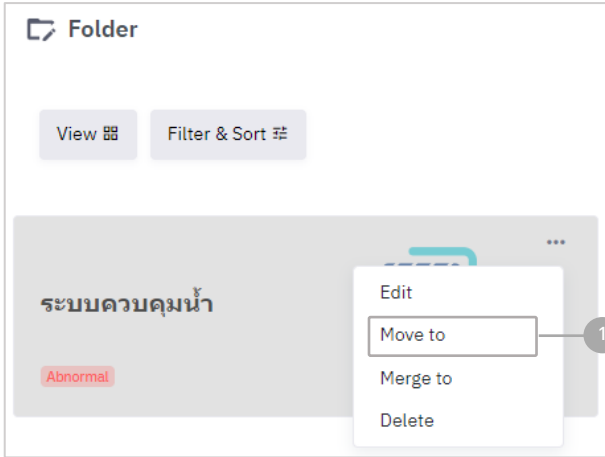 Folder
View
Filter & Sort
ระบบควบคุมน้ำ
Abnormal
Edit
Move to
1
Merge to
Delete